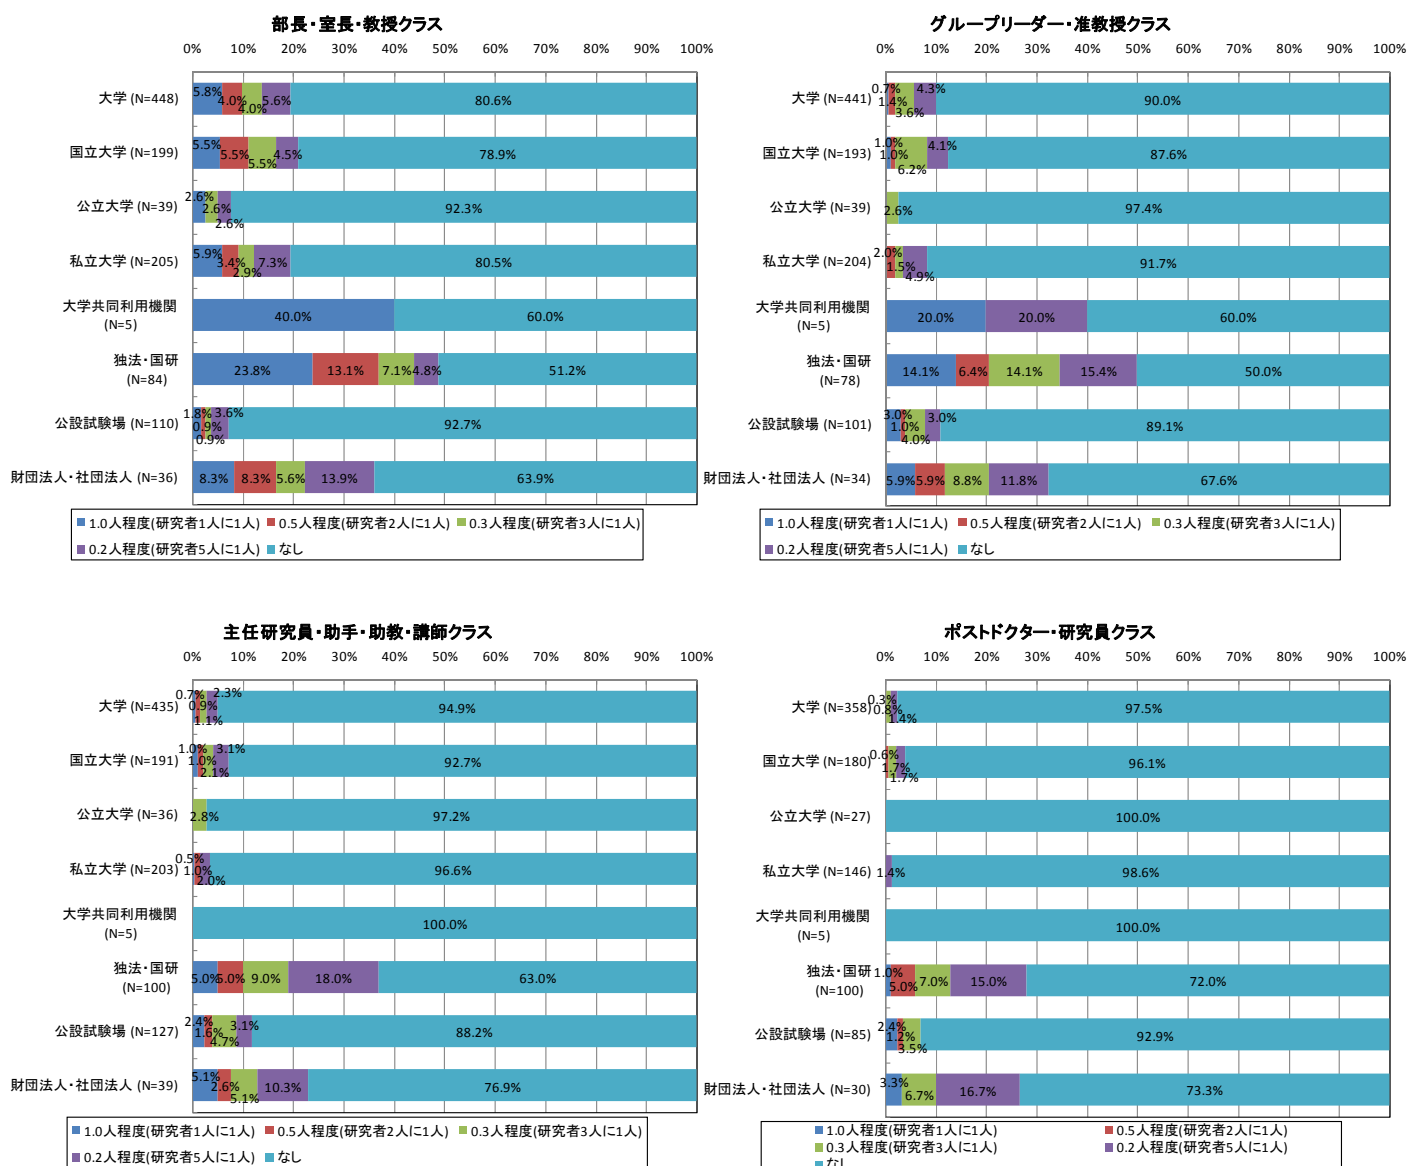 部長・室長・教授クラス
0% 10% 20% 30% 40% 50% 60% 70% 80% 90% 100%
大学 (N=448) 5.8% 4.0% 4.0% 5.6% 80.6%
国立大学 (N=199) 5.5% 5.5% 5.5% 4.5% 78.9%
公立大学 (N=39) 2.6% 2.6% 2.6% 92.3%
私立大学 (N=205) 5.9% 3.4% 2.9% 7.3% 80.5%
大学共同利用機関
(N=5) 40.0% 60.0%
独法・国研
(N=84) 23.8% 13.1% 7.1% 4.8% 51.2%
公設試験場 (N=110) 1.8% 0.9% 0.9% 3.6% 92.7%
財団法人・社団法人 (N=36) 8.3% 8.3% 5.6% 13.9% 63.9%
1.0人程度(研究者1人に1人) 0.5人程度(研究者2人に1人) 0.3人程度(研究者3人に1人)
0.2人程度(研究者5人に1人) なし
グループリーダー・准教授クラス
0% 10% 20% 30% 40% 50% 60% 70% 80% 90% 100%
大学 (N=441) 0.7% 1.4% 3.6% 4.3% 90.0%
国立大学 (N=193) 1.0% 1.0% 6.2% 4.1% 87.6%
公立大学 (N=39) 2.6% 97.4%
私立大学 (N=204) 2.0% 1.5% 4.9% 91.7%
大学共同利用機関
(N=5) 20.0% 20.0% 60.0%
独法・国研
(N=78) 14.1% 6.4% 14.1% 15.4% 50.0%
公設試験場 (N=101) 3.0% 1.0% 4.0% 3.0% 89.1%
財団法人・社団法人 (N=34) 5.9% 5.9% 8.8% 11.8% 67.6%
1.0人程度(研究者1人に1人) 0.5人程度(研究者2人に1人) 0.3人程度(研究者3人に1人)
0.2人程度(研究者5人に1人) なし
主任研究員・助手・助教・講師クラス
0% 10% 20% 30% 40% 50% 60% 70% 80% 90% 100%
大学 (N=435) 0.7% 0.9% 1.1% 2.3% 94.9%
国立大学 (N=191) 1.0% 1.0% 2.1% 3.1% 92.7%
公立大学 (N=36) 2.8% 97.2%
私立大学 (N=203) 0.5% 1.0% 2.0% 96.6%
大学共同利用機関
(N=5) 100.0%
独法・国研
(N=100) 5.0% 5.0% 9.0% 18.0% 63.0%
公設試験場 (N=127) 2.4% 1.6% 4.7% 3.1% 88.2%
財団法人・社団法人 (N=39) 5.1% 2.6% 5.1% 10.3% 76.9%
1.0人程度(研究者1人に1人) 0.5人程度(研究者2人に1人) 0.3人程度(研究者3人に1人)
0.2人程度(研究者5人に1人) なし
ポストドクター・研究員クラス
0% 10% 20% 30% 40% 50% 60% 70% 80% 90% 100%
大学 (N=358) 0.3% 0.8% 1.4% 97.5%
国立大学 (N=180) 0.6% 1.7% 1.7% 96.1%
公立大学 (N=27) 100.0%
私立大学 (N=146) 1.4% 98.6%
大学共同利用機関
(N=5) 100.0%
独法・国研
(N=100) 1.0% 5.0% 7.0% 15.0% 72.0%
公設試験場 (N=85) 2.4% 1.2% 3.5% 92.9%
財団法人・社団法人 (N=30) 3.3% 6.7% 16.7% 73.3%
1.0人程度(研究者1人に1人) 0.5人程度(研究者2人に1人)
0.3人程度(研究者3人に1人) 0.2人程度(研究者5人に1人)
なし